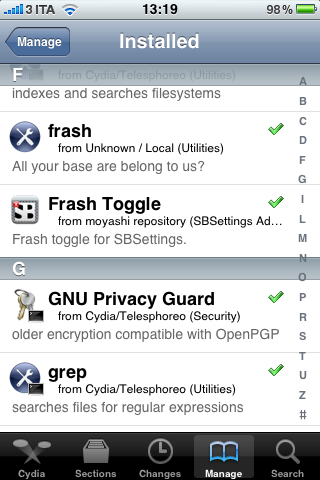 3 ITA 13:19 98%
Manage Installed
F
from Cydia/Telesphoreo (Utilities)
indexes and searches filesystems
frash
from Unknown / Local (Utilities)
All your base are belong to us?
Frash Toggle
from moyashi repository (SBSettings Ad…
Frash toggle for SBSettings.
G
GNU Privacy Guard
from Cydia/Telesphoreo (Security)
older encryption compatible with OpenPGP
grep
from Cydia/Telesphoreo (Utilities)
searches files for regular expressions
A
B
C
D
F
G
I
L
M
N
O
P
R
S
T
U
Z
#
SB
Cydia Sections Changes Manage Search